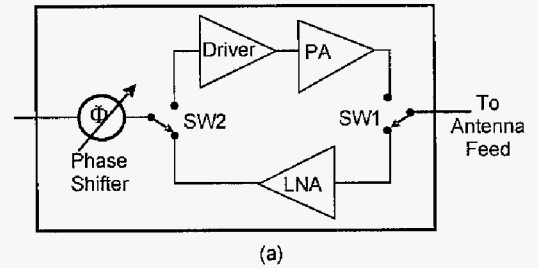 Driver
PA
Φ
SW2
SW1
To
Antenna
Feed
Phase
Shifter
LNA
(a)